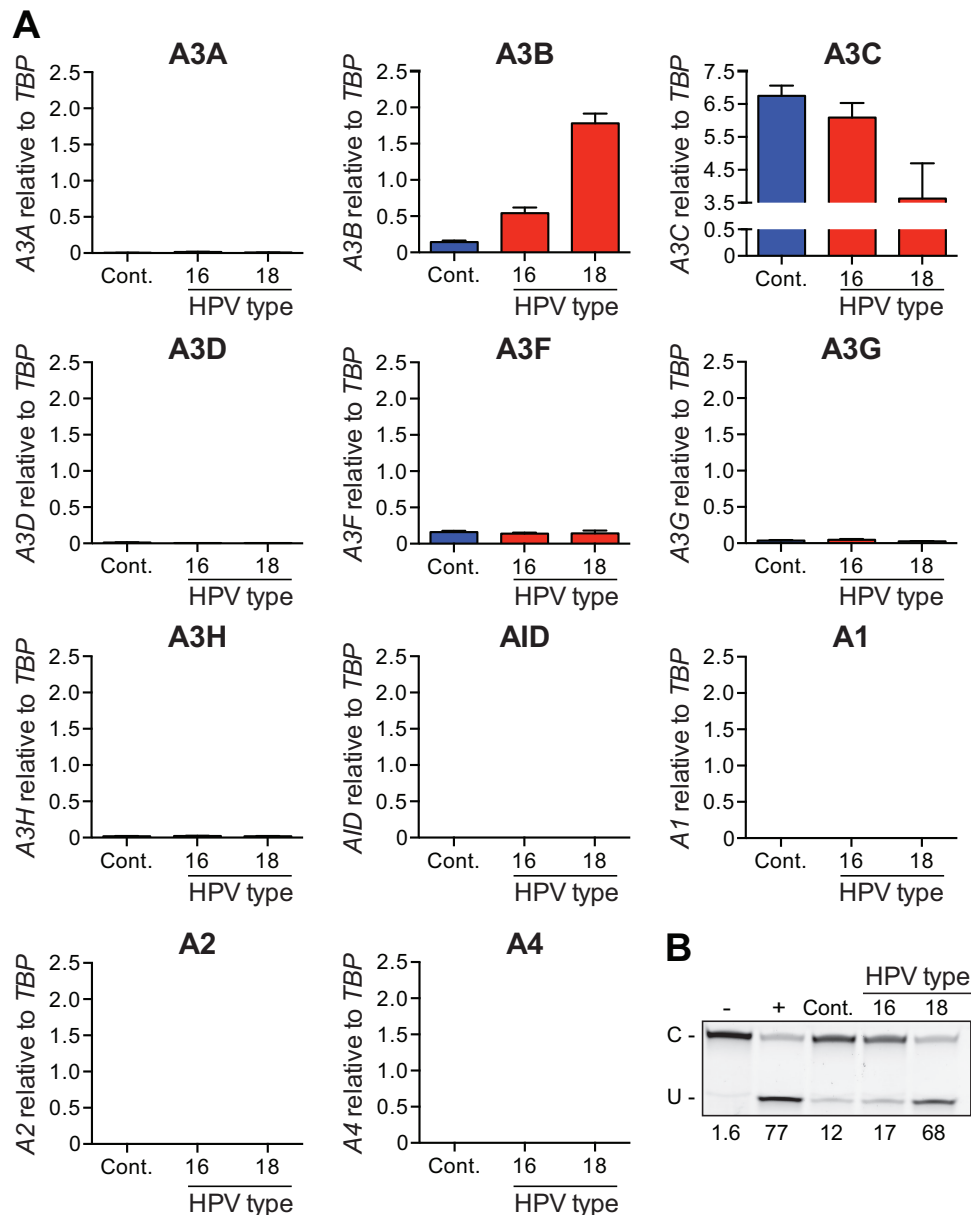 A
A3A
A3A relative to TBP
2.5
2.0
1.5
1.0
0.5
0
Cont.
16
18
HPV type
A3B
A3B relative to TBP
2.5
2.0
1.5
1.0
0.5
0
Cont.
16
18
HPV type
A3C
A3C relative to TBP
7.5
6.5
5.5
4.5
3.5
0.5
0
Cont.
16
18
HPV type
A3D
A3D relative to TBP
2.5
2.0
1.5
1.0
0.5
0
Cont.
16
18
HPV type
A3F
A3F relative to TBP
2.5
2.0
1.5
1.0
0.5
0
Cont.
16
18
HPV type
A3G
A3G relative to TBP
2.5
2.0
1.5
1.0
0.5
0
Cont.
16
18
HPV type
A3H
A3H relative to TBP
2.5
2.0
1.5
1.0
0.5
0
Cont.
16
18
HPV type
AID
AID relative to TBP
2.5
2.0
1.5
1.0
0.5
0
Cont.
16
18
HPV type
A1
A1 relative to TBP
2.5
2.0
1.5
1.0
0.5
0
Cont.
16
18
HPV type
A2
A2 relative to TBP
2.5
2.0
1.5
1.0
0.5
0
Cont.
16
18
HPV type
A4
A4 relative to TBP
2.5
2.0
1.5
1.0
0.5
0
Cont.
16
18
HPV type
B
HPV type
- + Cont. 16 18
C -
U -
1.6 77 12 17 68